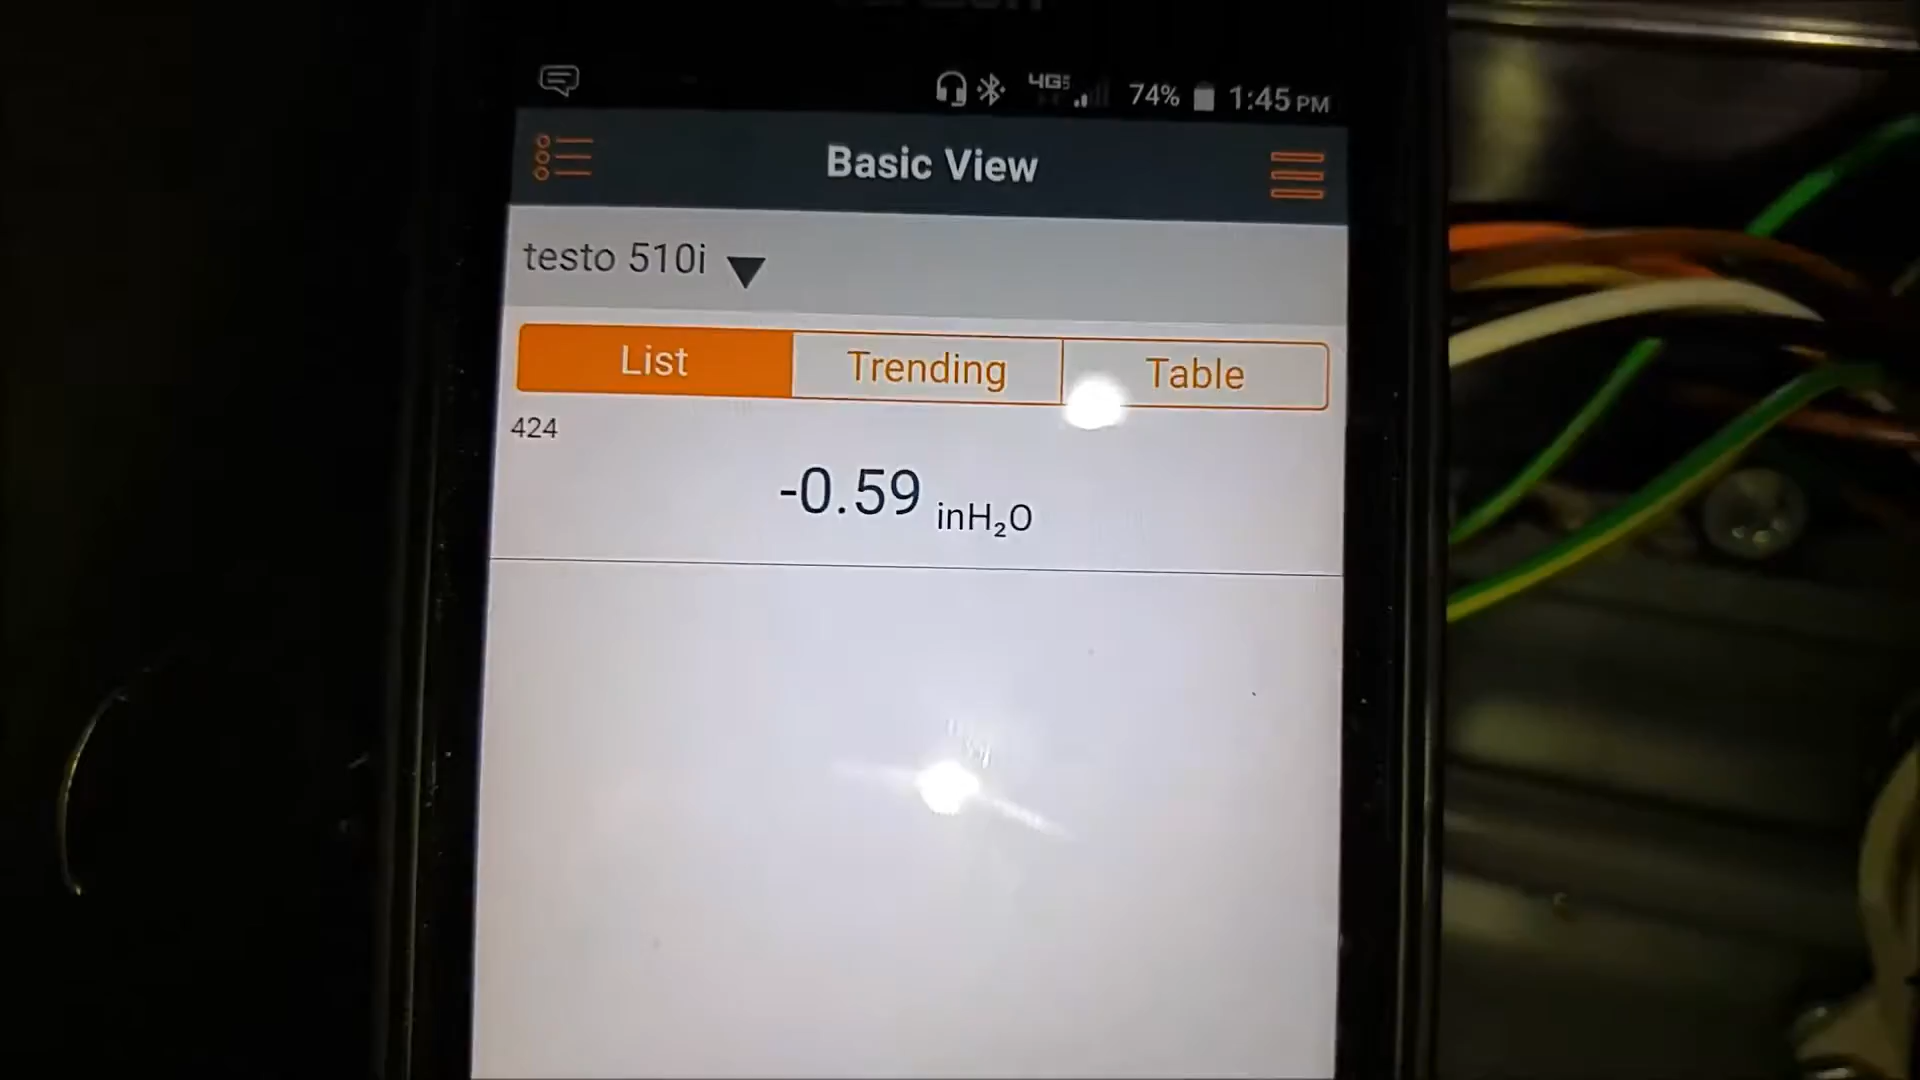 4G 74% 1:45 PM
Basic View
testo 510i
List Trending Table
424
-0.59 inH₂O